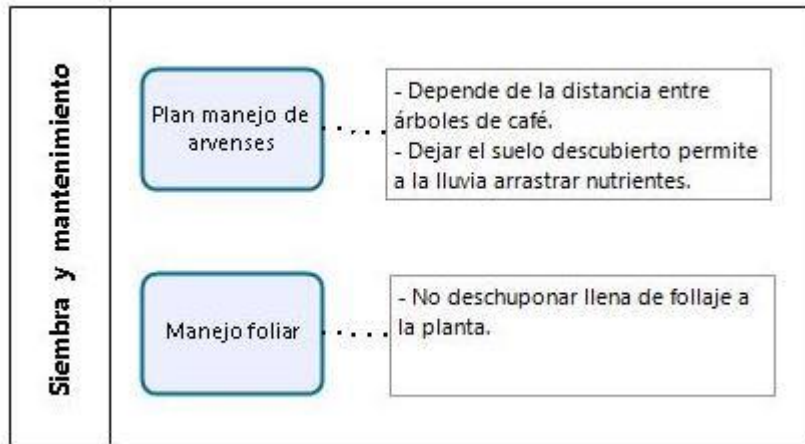 Siembra y mantenimiento
Plan manejo de
arvenses
- Depende de la distancia entre
árboles de café.
- Dejar el suelo descubierto permite
a la lluvia arrastrar nutrientes.
Manejo foliar
- No deschuponar llena de follaje a
la planta.